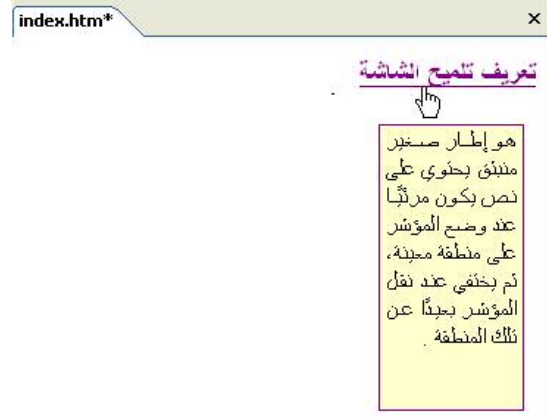 index.htm*
تعريف تلميح الشاشة
هو إطار صغير
منبثق يحتوي على
نص يكون مرئيًا
عند وضع المؤشر
على منطقة معينة،
ثم يختفي عند نقل
المؤشر بعيدًا عن
تلك المنطقة .